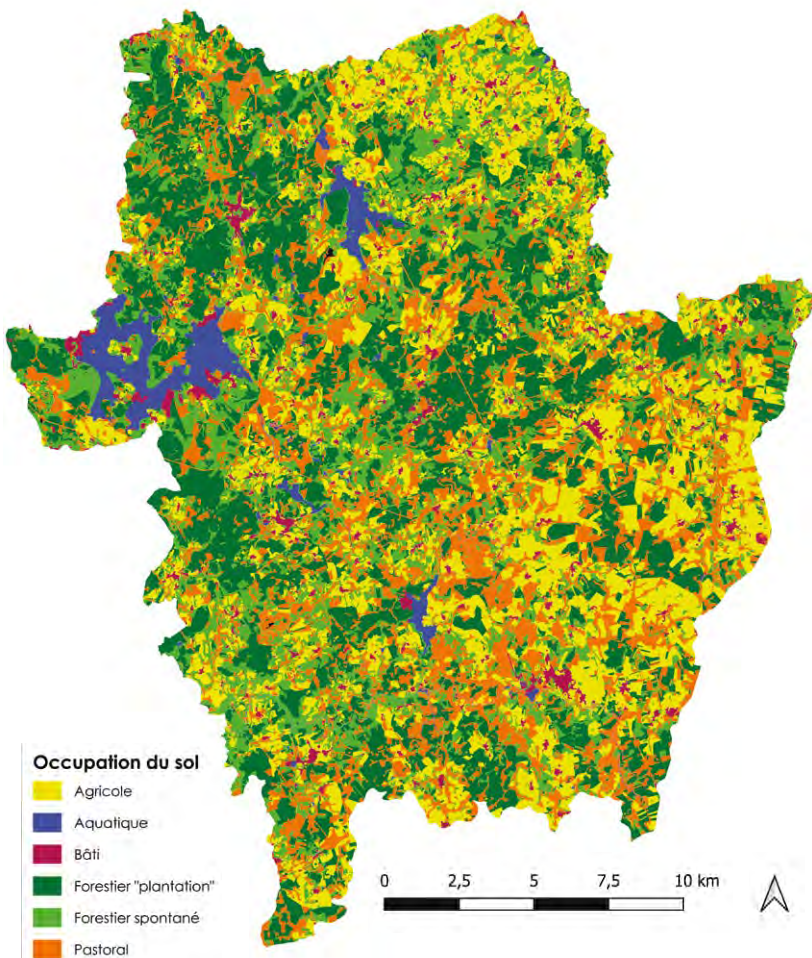 Occupation du sol
Agricole
Aquatique
Bâti
Forestier "plantation"
Forestier spontané
Pastoral
0 2,5 5 7,5 10 km